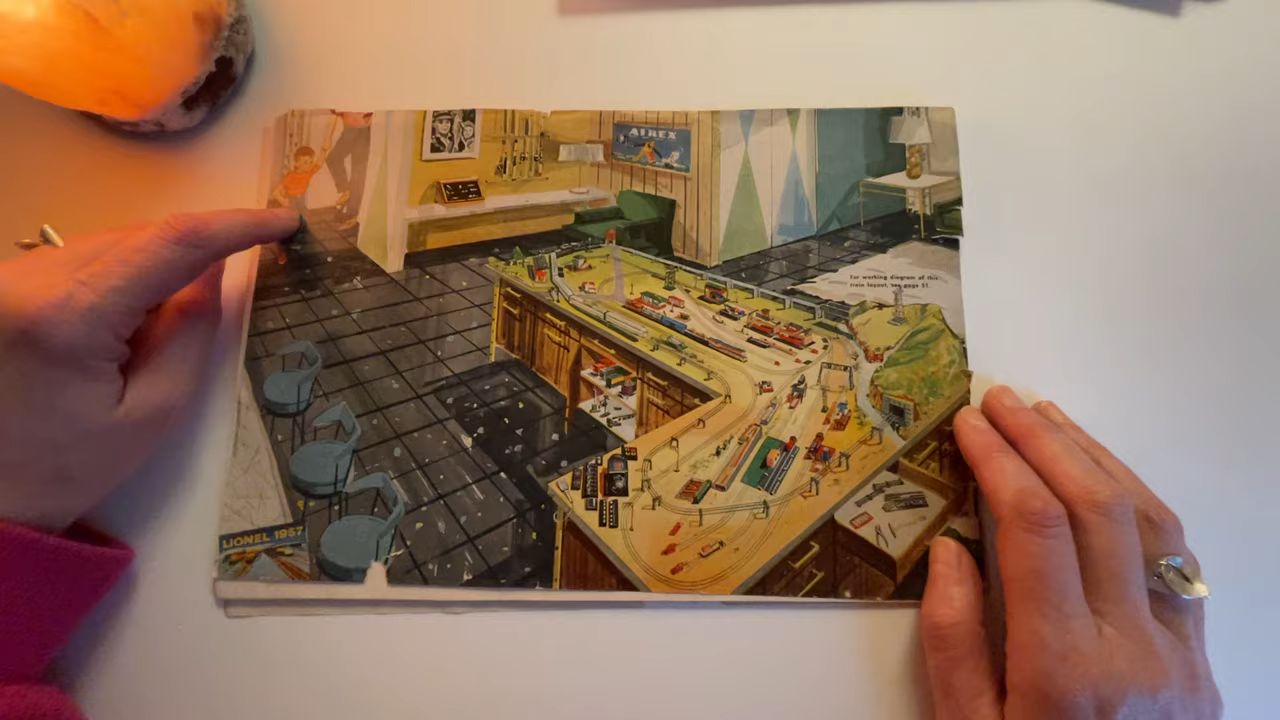 AIREX
For working diagram of this
train layout, see page 51.
LIONEL 1957